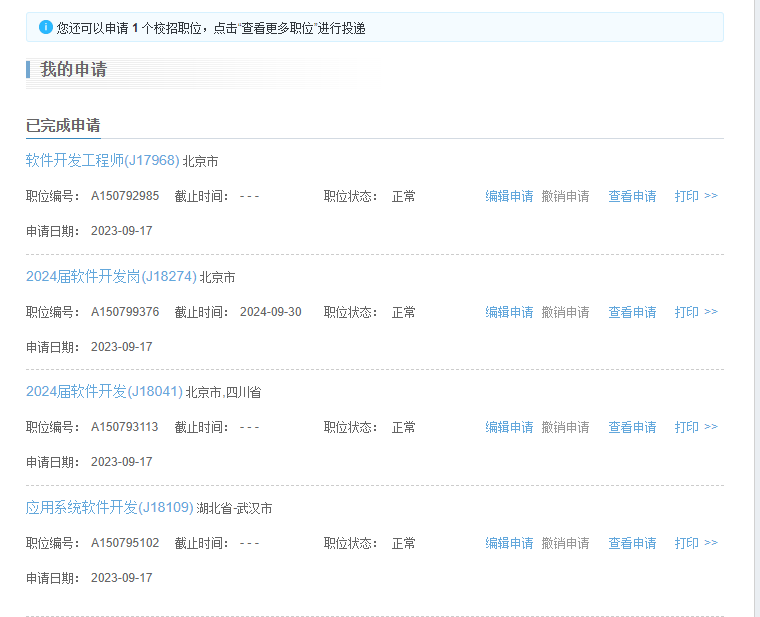 您还可以申请 1 个校招职位，点击"查看更多职位"进行投递
我的申请
已完成申请
软件开发工程师(J17968) 北京市
职位编号： A150792985 截止时间： - - - 职位状态： 正常 编辑申请 撤销申请 查看申请 打印 >>
申请日期： 2023-09-17
2024届软件开发岗(J18274) 北京市
职位编号： A150799376 截止时间： 2024-09-30 职位状态： 正常 编辑申请 撤销申请 查看申请 打印 >>
申请日期： 2023-09-17
2024届软件开发(J18041) 北京市,四川省
职位编号： A150793113 截止时间： - - - 职位状态： 正常 编辑申请 撤销申请 查看申请 打印 >>
申请日期： 2023-09-17
应用系统软件开发(J18109) 湖北省-武汉市
职位编号： A150795102 截止时间： - - - 职位状态： 正常 编辑申请 撤销申请 查看申请 打印 >>
申请日期： 2023-09-17